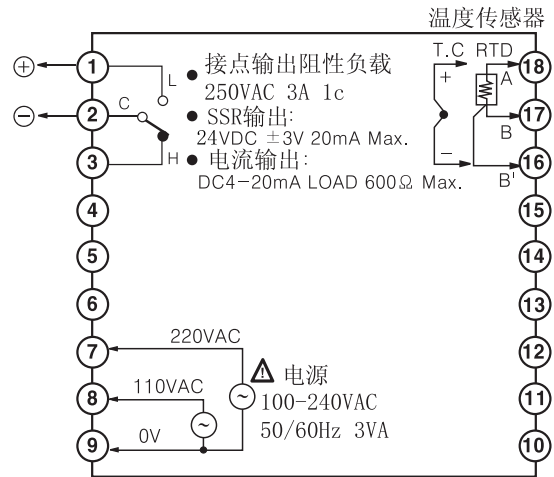 温度传感器
⊕
1
L
● 接点输出阻性负载
250VAC 3A 1c
T.C RTD
+
A
18
⊖
2
C
● SSR输出:
24VDC ±3V 20mA Max.
B
17
3
H
● 电流输出:
DC4-20mA LOAD 600Ω Max.
−
B'
16
4
15
5
14
6
13
7
220VAC
12
⚠ 电源
8
110VAC
~
~
100-240VAC
11
50/60Hz 3VA
9
0V
10